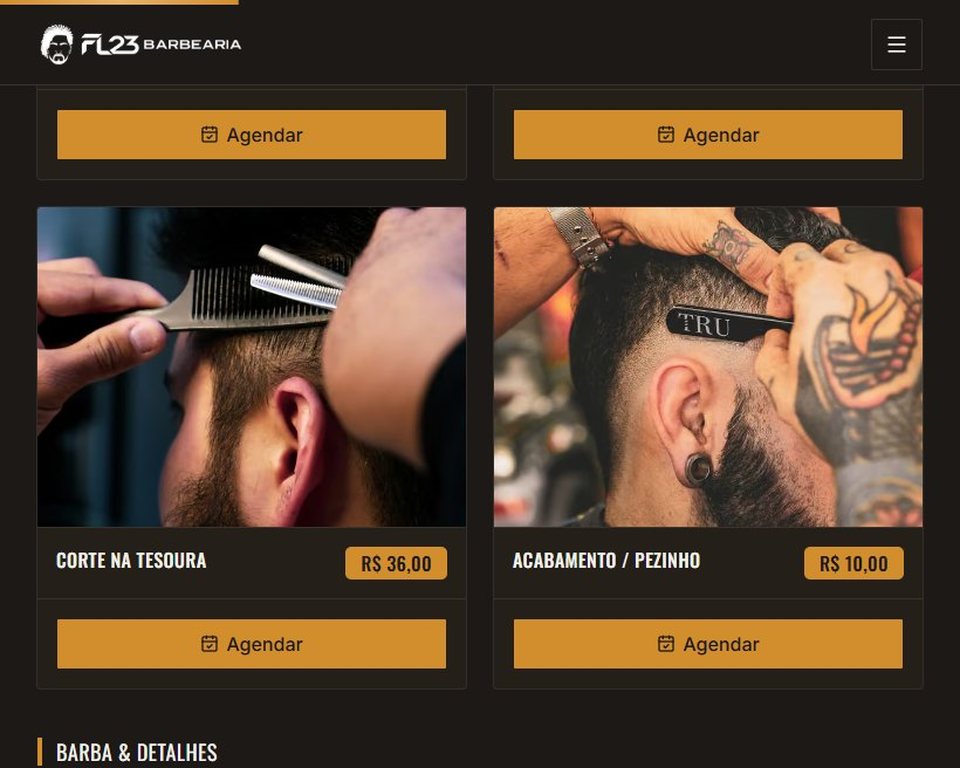 FL23 BARBEARIA
Agendar
Agendar
TRU
CORTE NA TESOURA
R$ 36,00
ACABAMENTO / PEZINHO
R$ 10,00
Agendar
Agendar
BARBA & DETALHES